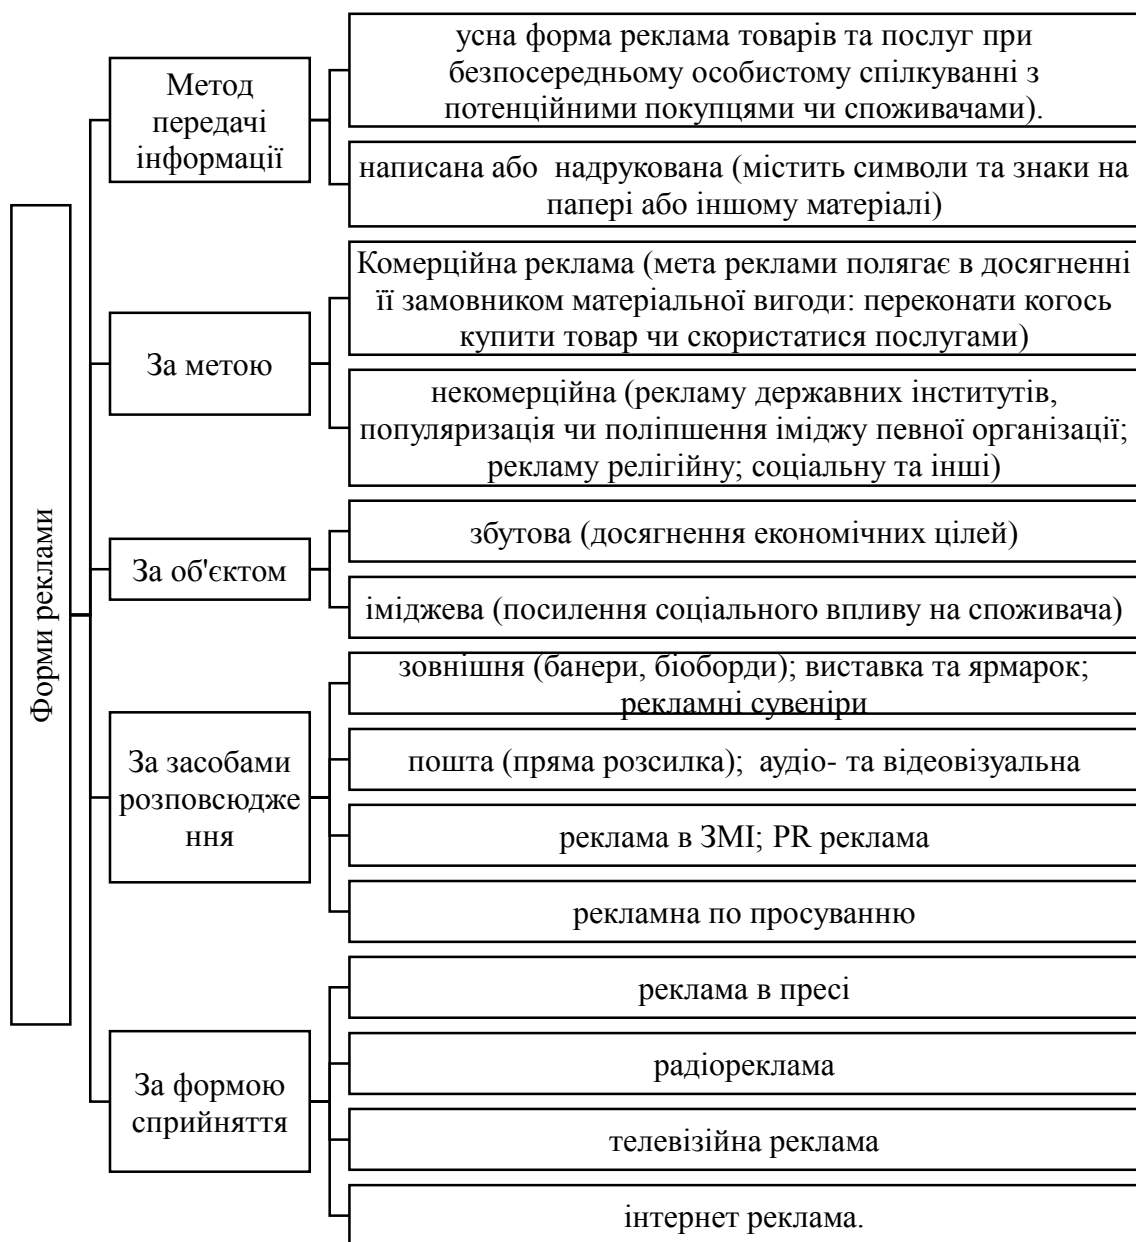 Форми реклами
Метод
передачі
інформації
усна форма реклама товарів та послуг при
безпосередньому особистому спілкуванні з
потенційними покупцями чи споживачами).
написана або надрукована (містить символи та знаки на
папері або іншому матеріалі)
За метою
Комерційна реклама (мета реклами полягає в досягненні
її замовником матеріальної вигоди: переконати когось
купити товар чи скористатися послугами)
некомерційна (рекламу державних інститутів,
популяризація чи поліпшення іміджу певної організації;
рекламу релігійну; соціальну та інші)
За об'єктом
збутова (досягнення економічних цілей)
іміджева (посилення соціального впливу на споживача)
За засобами
розповсюдже
ння
зовнішня (банери, біоборди); виставка та ярмарок;
рекламні сувеніри
пошта (пряма розсилка); аудіо- та відеовізуальна
реклама в ЗМІ; PR реклама
рекламна по просуванню
За формою
сприйняття
реклама в пресі
радіореклама
телевізійна реклама
інтернет реклама.